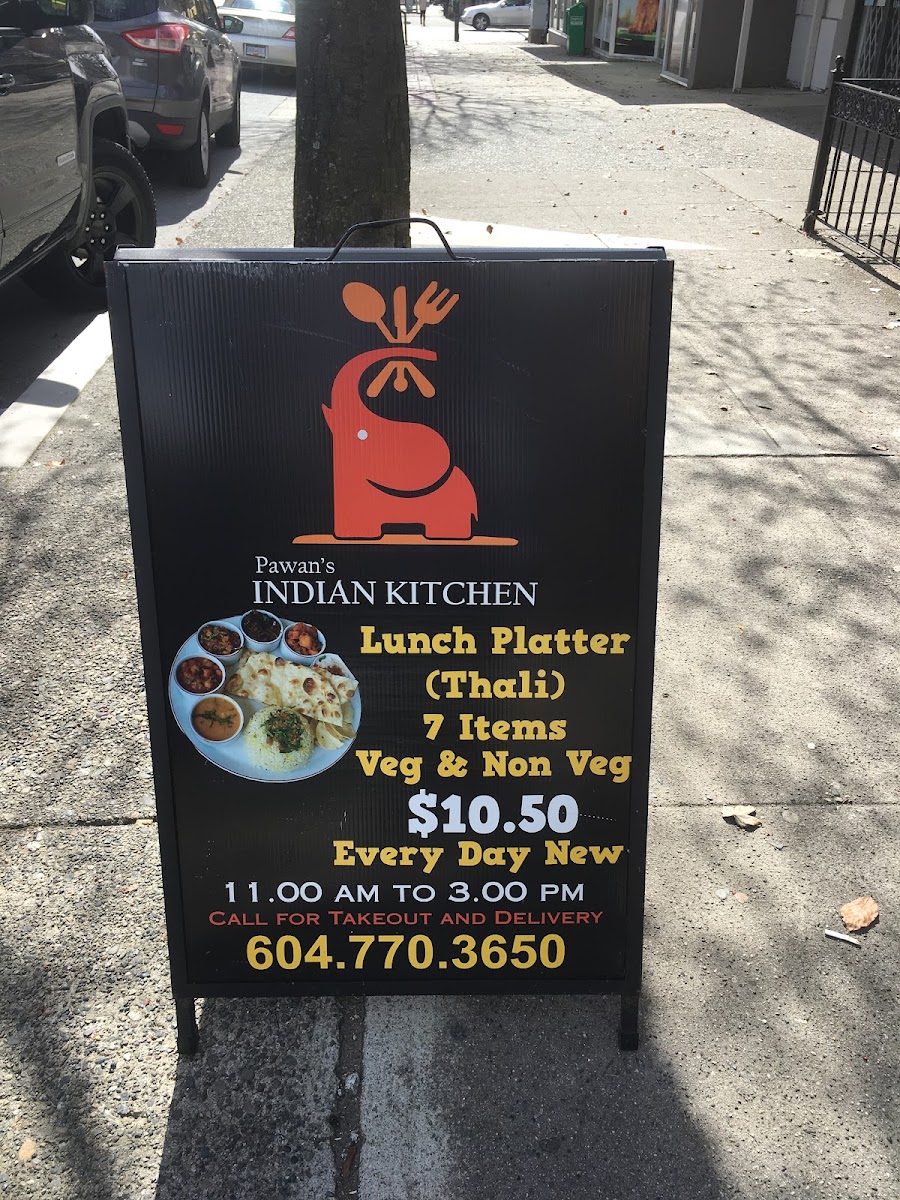 Pawan's
INDIAN KITCHEN
Lunch Platter
(Thali)
7 Items
Veg & Non Veg
$10.50
Every Day New
11.00 AM TO 3.00 PM
CALL FOR TAKEOUT AND DELIVERY
604.770.3650